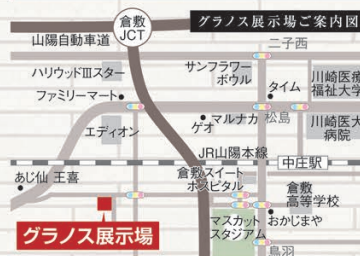 グラノス展示場ご案内図
倉敷
JCT
山陽自動車道
二子西
ハリウッドIIIスター
サンフラワー
ボウル
川崎医療
福祉大学
タイム
ファミリーマート
マルナカ
松島
ゲオ
川崎医大
病院
エディオン
JR山陽本線
中庄駅
倉敷スイート
ホスピタル
あじ仙
王喜
倉敷
高等学校
マスカット
スタジアム
おかじまや
グラノス展示場
鳥羽